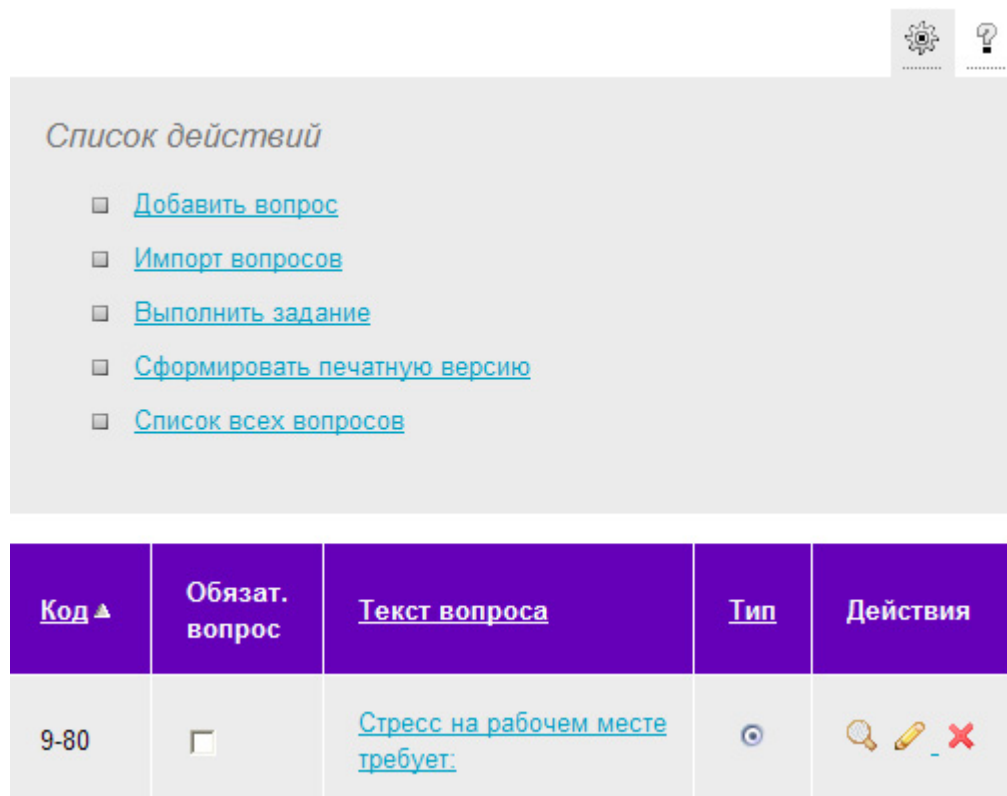 Список действий
Добавить вопрос
Импорт вопросов
Выполнить задание
Сформировать печатную версию
Список всех вопросов
Код
Обязат.
вопрос
Текст вопроса
Тип
Действия
9-80
Стресс на рабочем месте
требует: